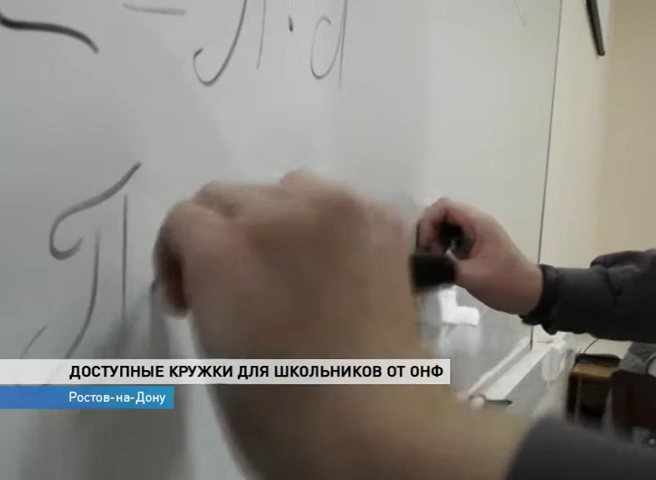 П.д
П
ДОСТУПНЫЕ КРУЖКИ ДЛЯ ШКОЛЬНИКОВ ОТ ОНФ
Ростов-на-Дону